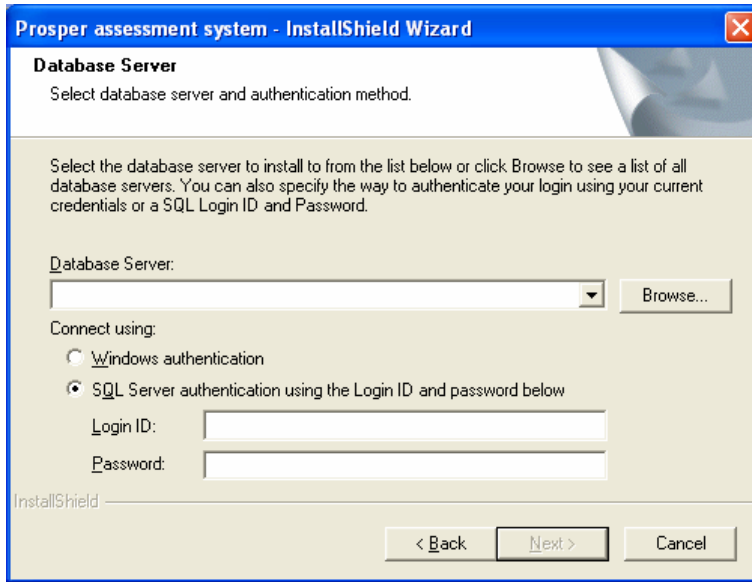 Prosper assessment system - InstallShield Wizard
Database Server
Select database server and authentication method.
Select the database server to install to from the list below or click Browse to see a list of all
database servers. You can also specify the way to authenticate your login using your current
credentials or a SQL Login ID and Password.
Database Server:
Browse...
Connect using:
Windows authentication
SQL Server authentication using the Login ID and password below
Login ID:
Password:
InstallShield
< Back Next > Cancel